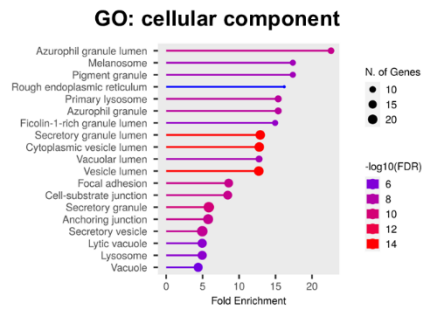 GO: cellular component
Azurophil granule lumen
Melanosome
Pigment granule
Rough endoplasmic reticulum
Primary lysosome
Azurophil granule
Ficolin-1-rich granule lumen
Secretory granule lumen
Cytoplasmic vesicle lumen
Vacuolar lumen
Vesicle lumen
Focal adhesion
Cell-substrate junction
Secretory granule
Anchoring junction
Secretory vesicle
Lytic vacuole
Lysosome
Vacuole
0 5 10 15 20
Fold Enrichment
N. of Genes
10
15
20
-log10(FDR)
6
8
10
12
14